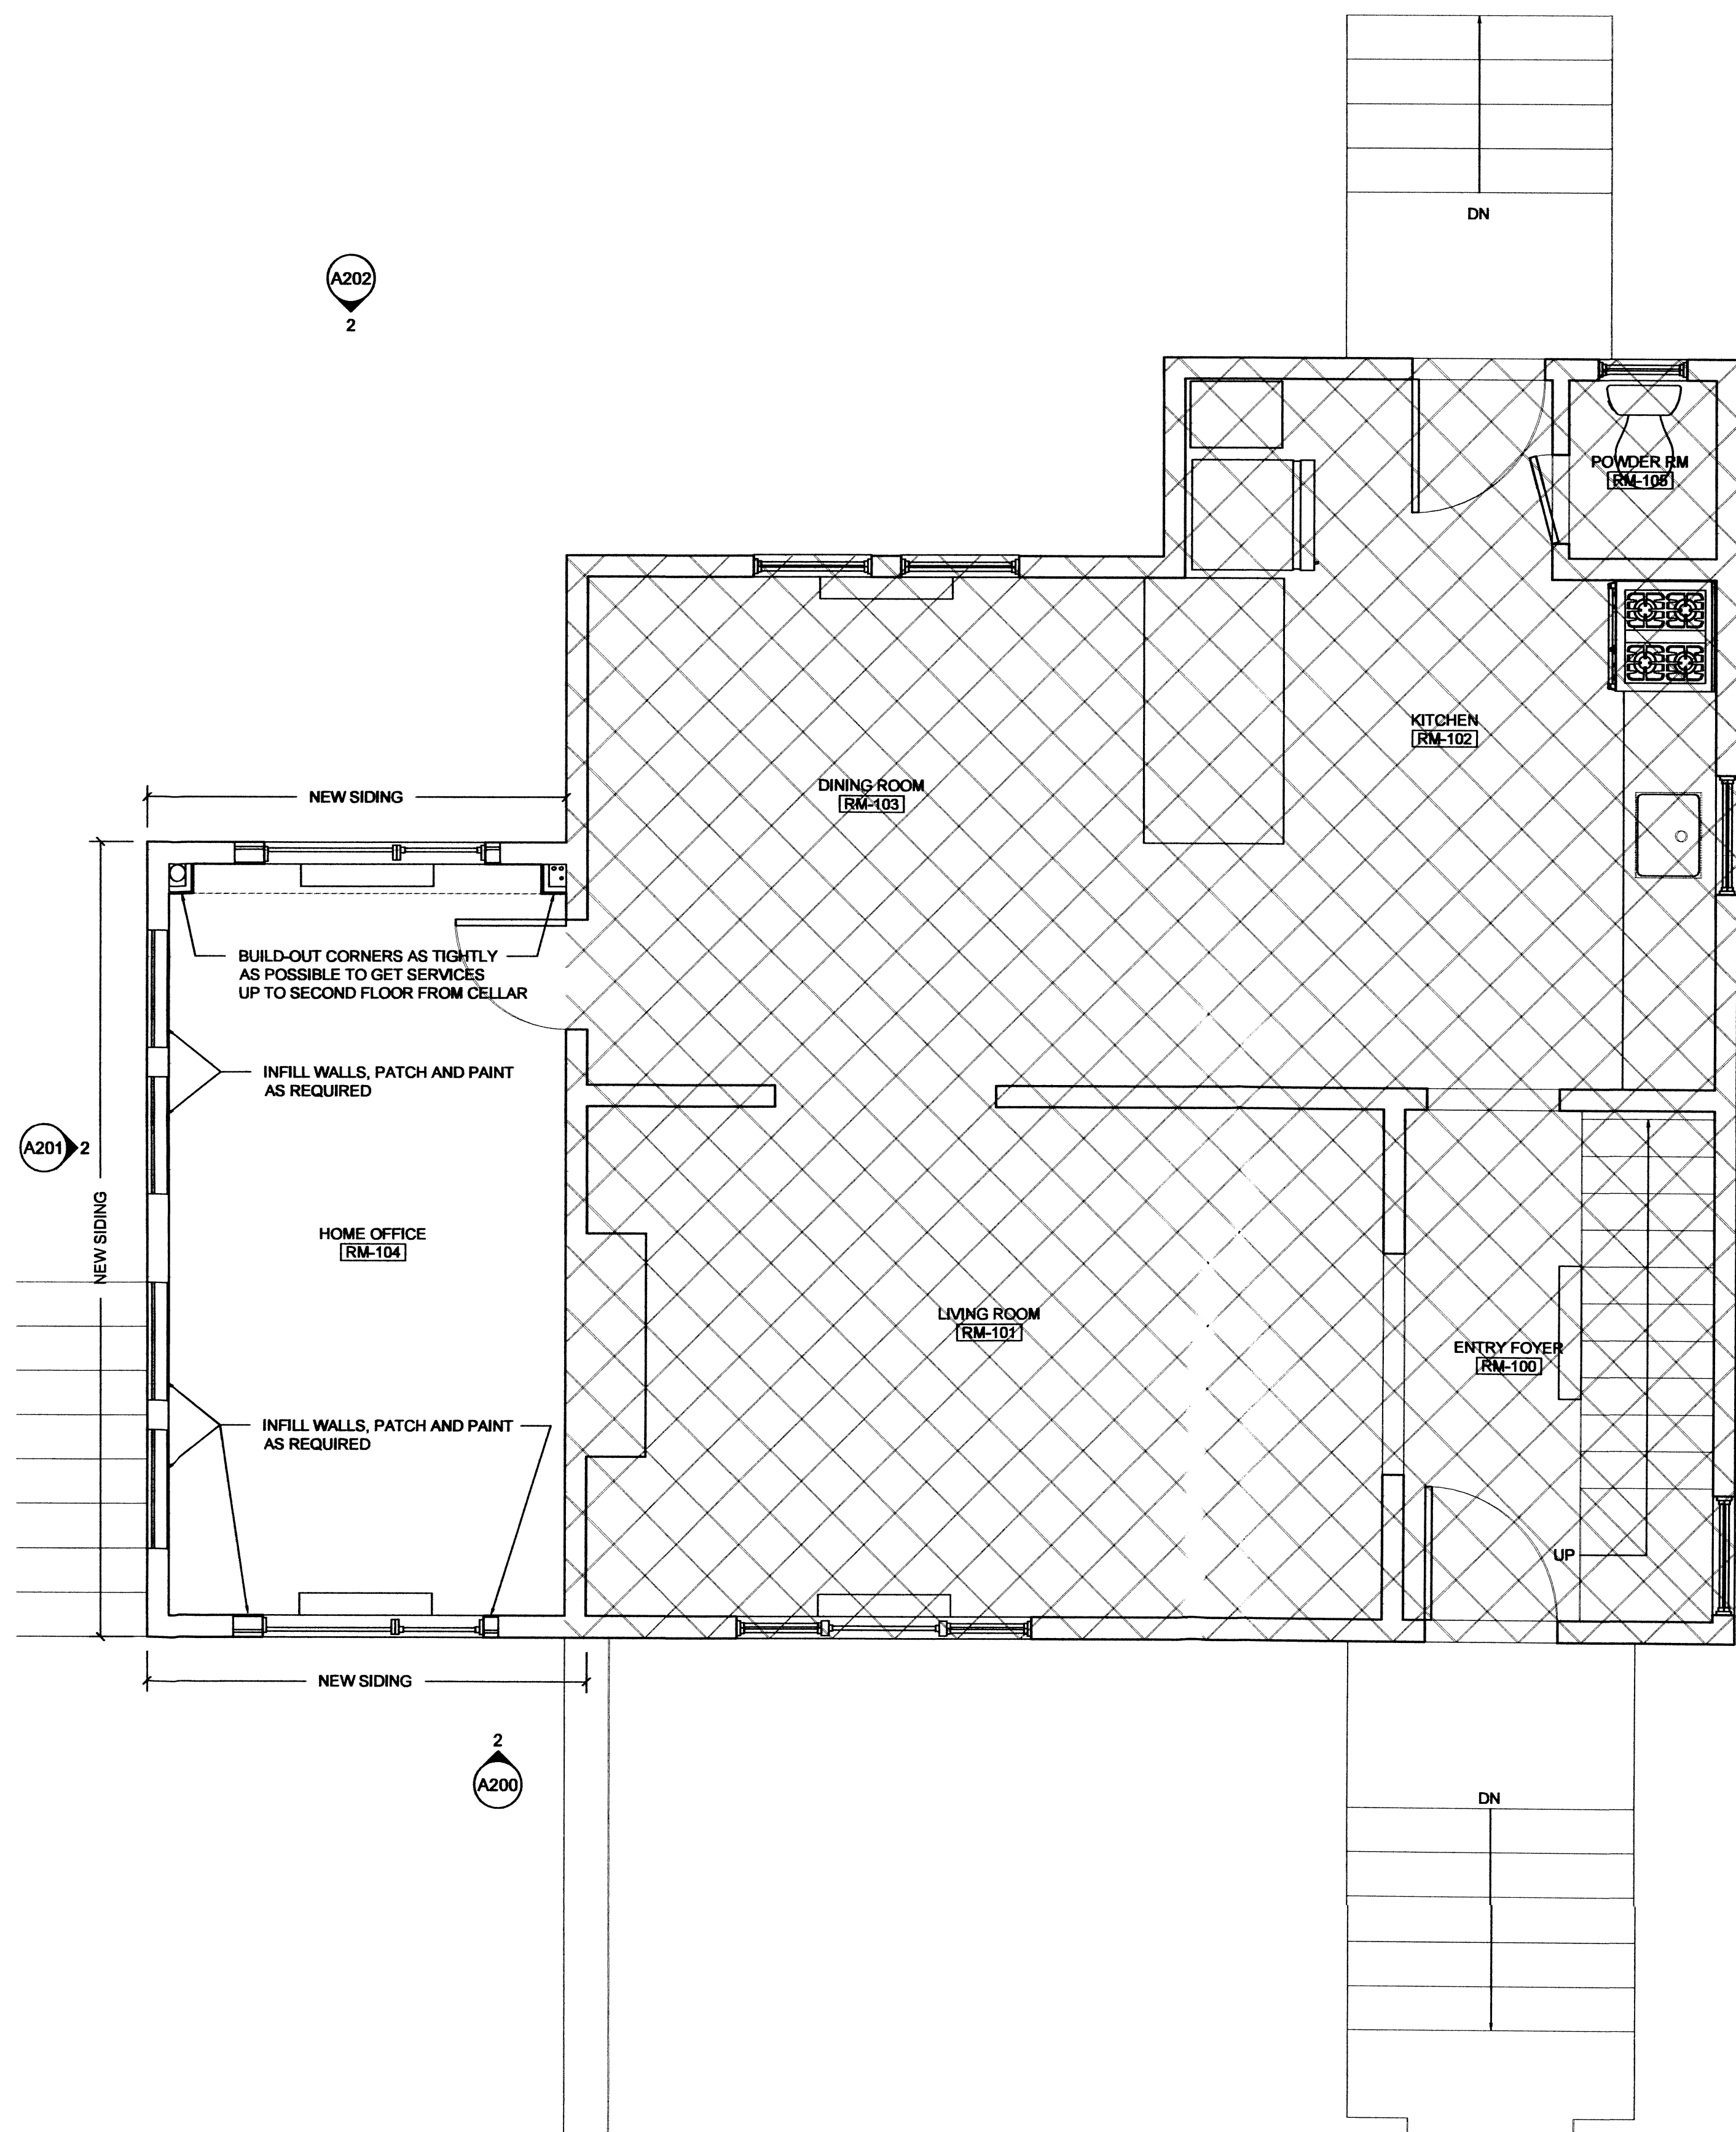 DN
A202
2
POWDER RM
RM-105
KITCHEN
RM-102
DINING ROOM
RM-103
NEW SIDING
BUILD-OUT CORNERS AS TIGHTLY
AS POSSIBLE TO GET SERVICES
UP TO SECOND FLOOR FROM CELLAR
INFILL WALLS, PATCH AND PAINT
AS REQUIRED
A201
2
NEW SIDING
HOME OFFICE
RM-104
LIVING ROOM
RM-101
ENTRY FOYER
RM-100
INFILL WALLS, PATCH AND PAINT
AS REQUIRED
UP
NEW SIDING
2
A200
DN